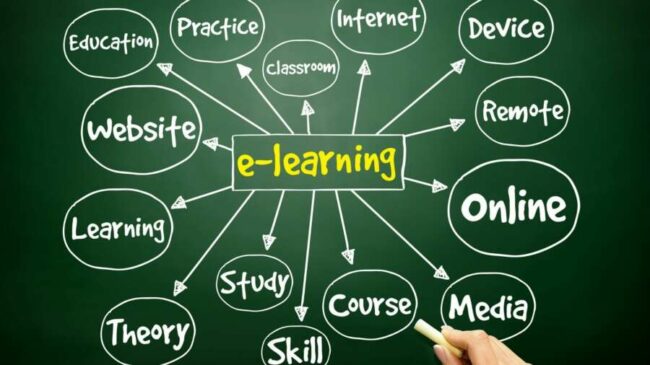 Education
Practice
Internet
Device
Classroom
Website
Remote
e-learning
Learning
Online
Study
Course
Media
Theory
Skill